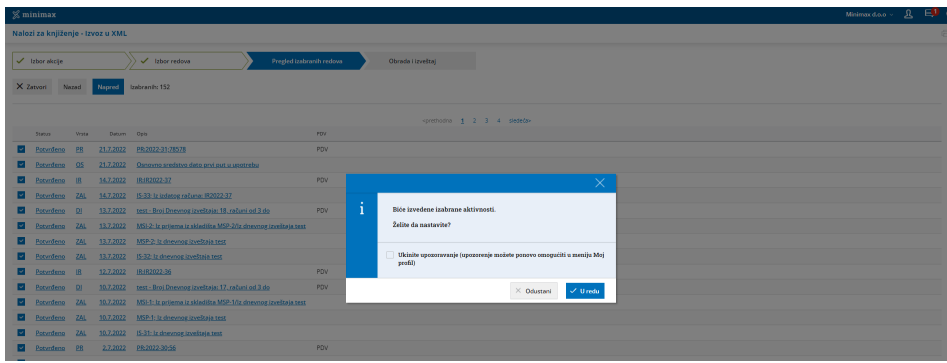 minimax
Minimax d.o.o
1
Nalozi za knjiženje - Izvoz u XML
Izbor akcije
Izbor redova
Pregled izabranih redova
Obrada i izveštaj
Zatvori Nazad Napred Izabranih: 152
<prethodna 1 2 3 4 sledeća>
Status Vrsta Datum Opis PDV
Potvrđeno PR 21.7.2022 PR:2022-31:78578 PDV
Potvrđeno OS 21.7.2022 Osnovno sredstvo dato prvi put u upotrebu
Potvrđeno IR 14.7.2022 IR:IR2022-37 PDV
Potvrđeno ZAL 14.7.2022 IS-33: Iz izdatog računa: IR2022-37
Potvrđeno DI 13.7.2022 test - Broj Dnevnog izveštaja: 18, računi od 3 do PDV
Potvrđeno ZAL 13.7.2022 MSI-2: Iz prijema iz skladišta MSP-2/Iz dnevnog izveštaja test
Potvrđeno ZAL 13.7.2022 MSP-2: Iz dnevnog izveštaja test
Potvrđeno ZAL 13.7.2022 IS-32: Iz dnevnog izveštaja test
Potvrđeno IR 12.7.2022 IR:IR2022-36 PDV
Potvrđeno DI 10.7.2022 test - Broj Dnevnog izveštaja: 17, računi od 3 do PDV
Potvrđeno ZAL 10.7.2022 MSI-1: Iz prijema iz skladišta MSP-1/Iz dnevnog izveštaja test
Potvrđeno ZAL 10.7.2022 MSP-1: Iz dnevnog izveštaja test
Potvrđeno ZAL 10.7.2022 IS-31: Iz dnevnog izveštaja test
Potvrđeno PR 2.7.2022 PR:2022-30:56 PDV
i
Biće izvedene izabrane aktivnosti.
Želite da nastavite?
Ukinite upozoravanje (upozorenje možete ponovo omogućiti u meniju Moj
profil)
Odustani U redu